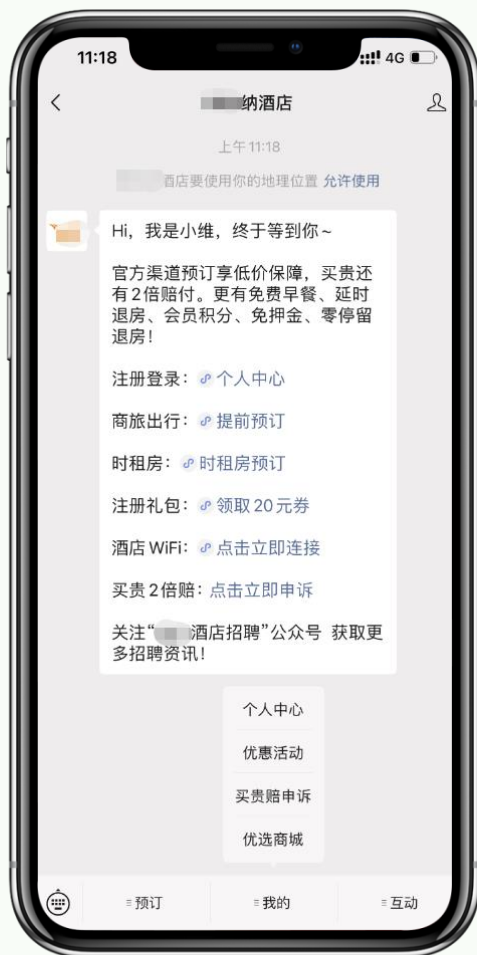 11:18
4G
纳酒店
上午 11:18
酒店要使用你的地理位置 允许使用
Hi，我是小维，终于等到你~
官方渠道预订享低价保障，买贵还
有2倍赔付。更有免费早餐、延时
退房、会员积分、免押金、零停留
退房！
注册登录：个人中心
商旅出行：提前预订
时租房：时租房预订
注册礼包：领取20元券
酒店 WiFi：点击立即连接
买贵2倍赔：点击立即申诉
关注“酒店招聘”公众号 获取更
多招聘资讯！
个人中心
优惠活动
买贵赔申诉
优选商城
预订
我的
互动